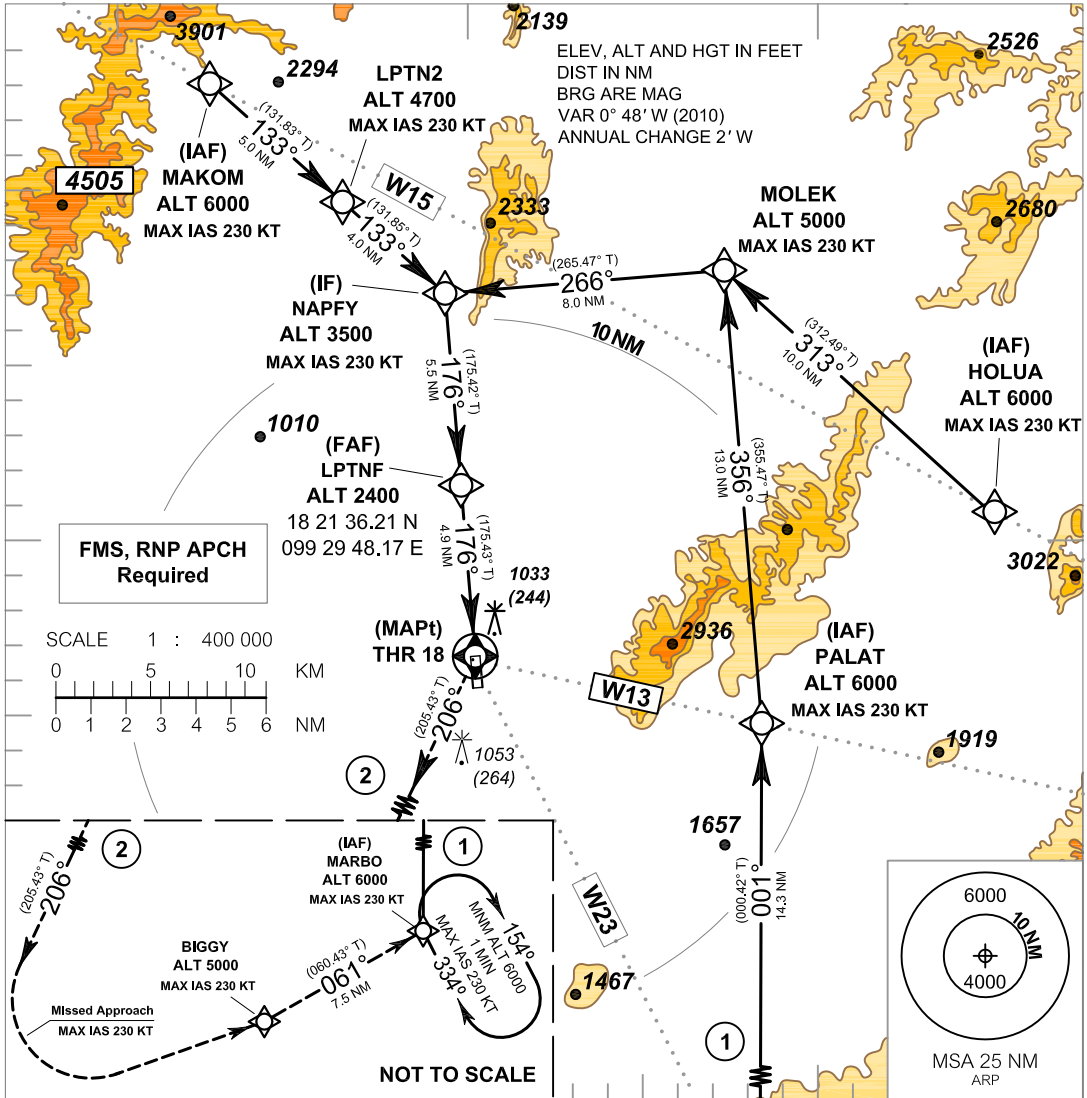 3901
2139
2294
ELEV, ALT AND HGT IN FEET
DIST IN NM
BRG ARE MAG
VAR 0° 48′ W (2010)
ANNUAL CHANGE 2′ W
2526
LPTN2
ALT 4700
MAX IAS 230 KT
(131.83° T)
133°
5.0 NM
(IAF)
MAKOM
ALT 6000
MAX IAS 230 KT
4505
W15
2333
(131.85° T)
133°
4.0 NM
MOLEK
ALT 5000
MAX IAS 230 KT
2680
(265.47° T)
266°
8.0 NM
(IF)
NAPFY
ALT 3500
MAX IAS 230 KT
10 NM
(312.49° T)
313°
10.0 NM
(IAF)
HOLUA
ALT 6000
MAX IAS 230 KT
(175.42° T)
176°
5.5 NM
1010
(FAF)
LPTNF
ALT 2400
18 21 36.21 N
099 29 48.17 E
(355.47° T)
356°
13.0 NM
FMS, RNP APCH
Required
(175.43° T)
176°
4.9 NM
3022
1033
(244)
SCALE 1 : 400 000
0 5 10 KM
0 1 2 3 4 5 6 NM
(MAPt)
THR 18
2936
(IAF)
PALAT
ALT 6000
MAX IAS 230 KT
W13
(205.43° T)
206°
1053
(264)
1919
2
1657
(000.42° T)
001°
14.3 NM
2
(205.43° T)
206°
(IAF)
MARBO
ALT 6000
MAX IAS 230 KT
1
154°
MNM ALT 6000
1 MIN
MAX IAS 230 KT
334°
W23
6000
10 NM
4000
BIGGY
ALT 5000
MAX IAS 230 KT
(060.43° T)
061°
7.5 NM
1467
MIssed Approach
MAX IAS 230 KT
1
NOT TO SCALE
MSA 25 NM
ARP